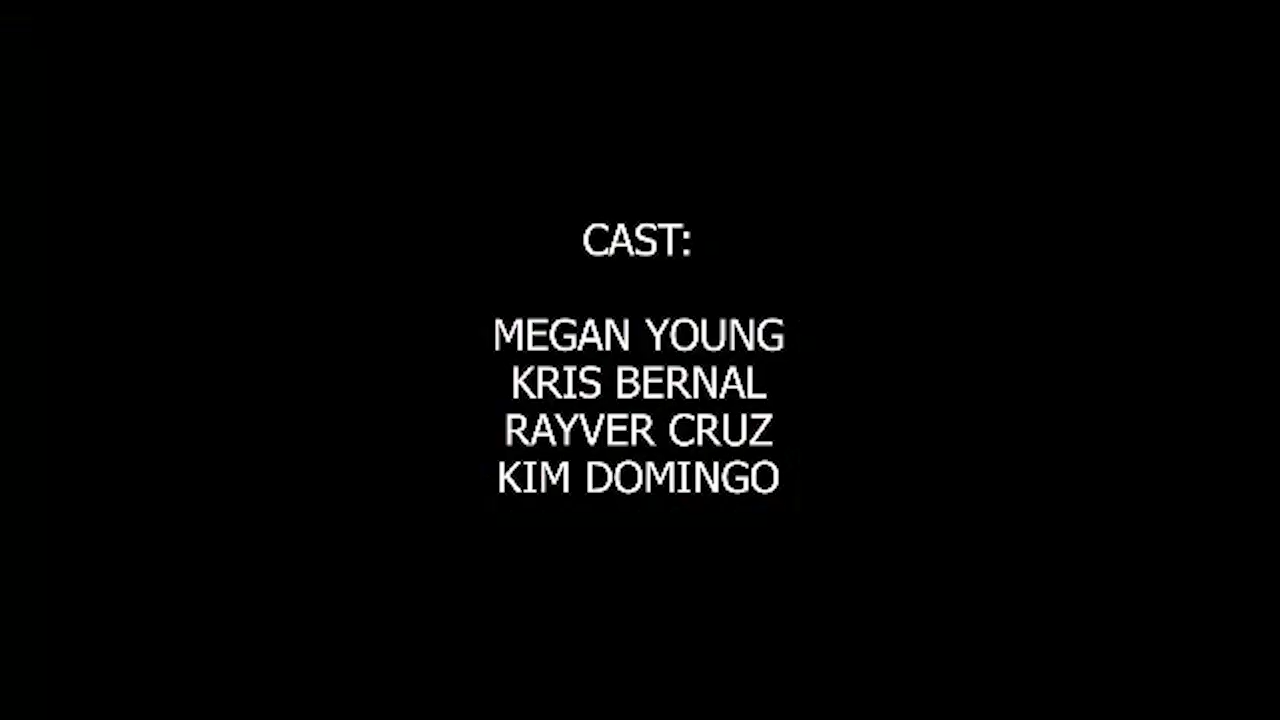 CAST:
MEGAN YOUNG
KRIS BERNAL
RAYVER CRUZ
KIM DOMINGO